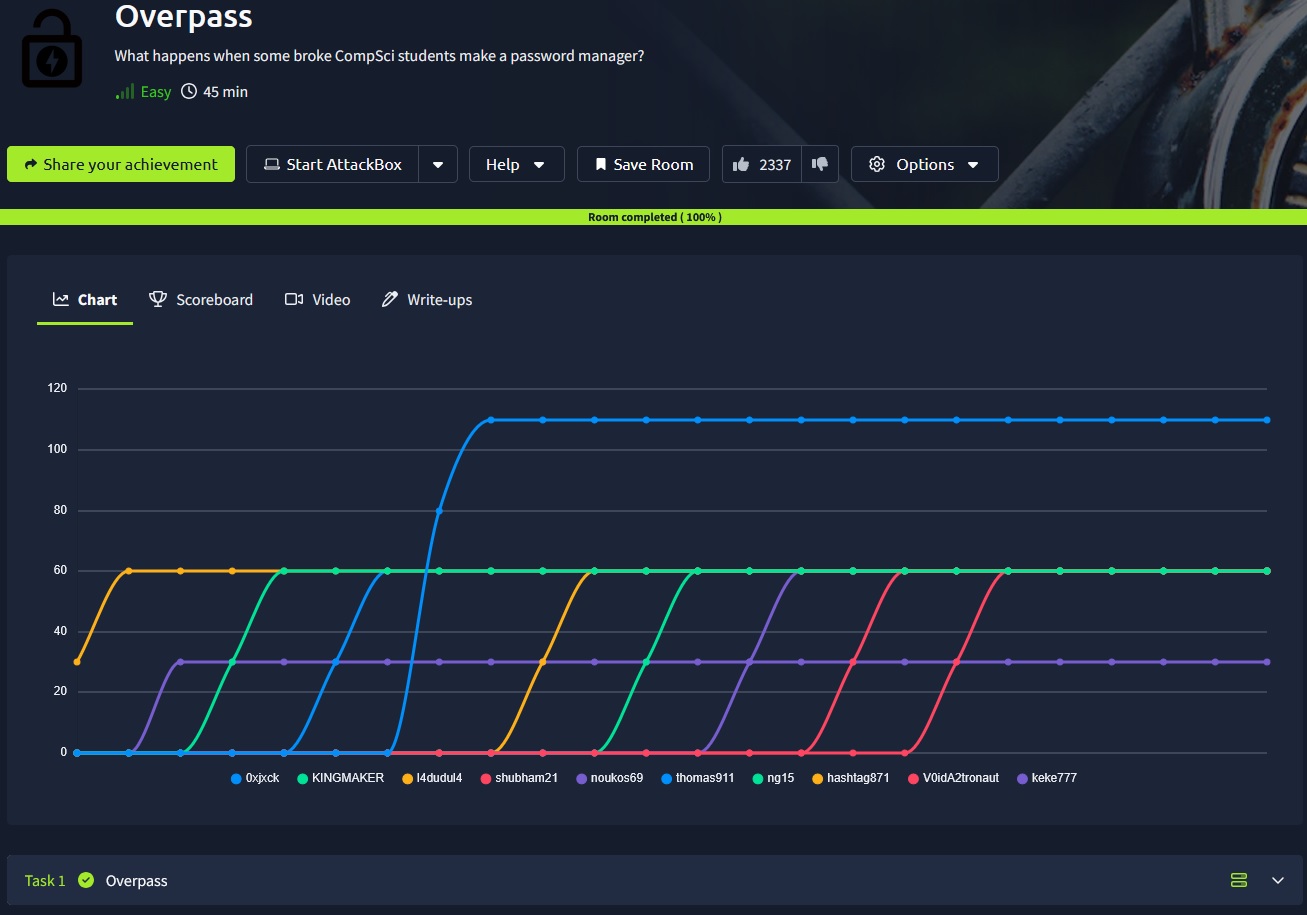 Overpass
What happens when some broke CompSci students make a password manager?
Easy 45 min
Share your achievement Start AttackBox Help Save Room 2337 Options
Room completed ( 100% )
Chart Scoreboard Video Write-ups
120
100
80
60
40
20
0
0xjxck KINGMAKER l4dudul4 shubham21 noukos69 thomas911 ng15 hashtag871 V0idA2tronaut keke777
Task 1 Overpass